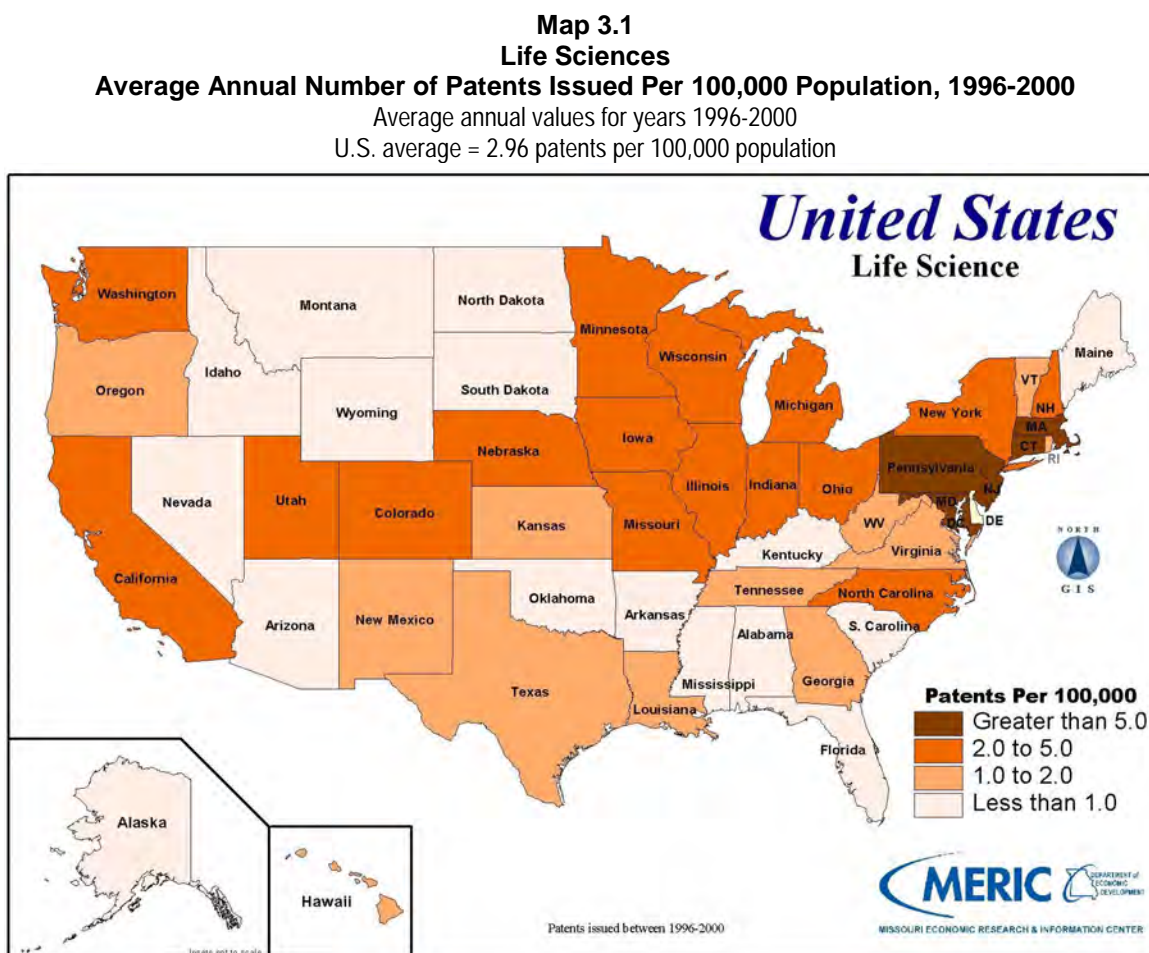 Map 3.1
Life Sciences
Average Annual Number of Patents Issued Per 100,000 Population, 1996-2000
Average annual values for years 1996-2000
U.S. average = 2.96 patents per 100,000 population
United States
Life Science
Washington
Montana
North Dakota
Minnesota
Maine
Oregon
Idaho
Wyoming
South Dakota
Wisconsin
Michigan
New York
VT
NH
MA
CT
RI
Nevada
Utah
Colorado
Nebraska
Iowa
Illinois
Indiana
Ohio
Pennsylvania
NJ
MD
DC
DE
California
Kansas
Missouri
Kentucky
WV
Virginia
Arizona
New Mexico
Oklahoma
Arkansas
Tennessee
North Carolina
S. Carolina
Texas
Louisiana
Mississippi
Alabama
Georgia
Florida
Alaska
Hawaii
NORTH
GIS
Patents Per 100,000
Greater than 5.0
2.0 to 5.0
1.0 to 2.0
Less than 1.0
Patents issued between 1996-2000
MERIC
DEPARTMENT of
ECONOMIC
DEVELOPMENT
MISSOURI ECONOMIC RESEARCH & INFORMATION CENTER